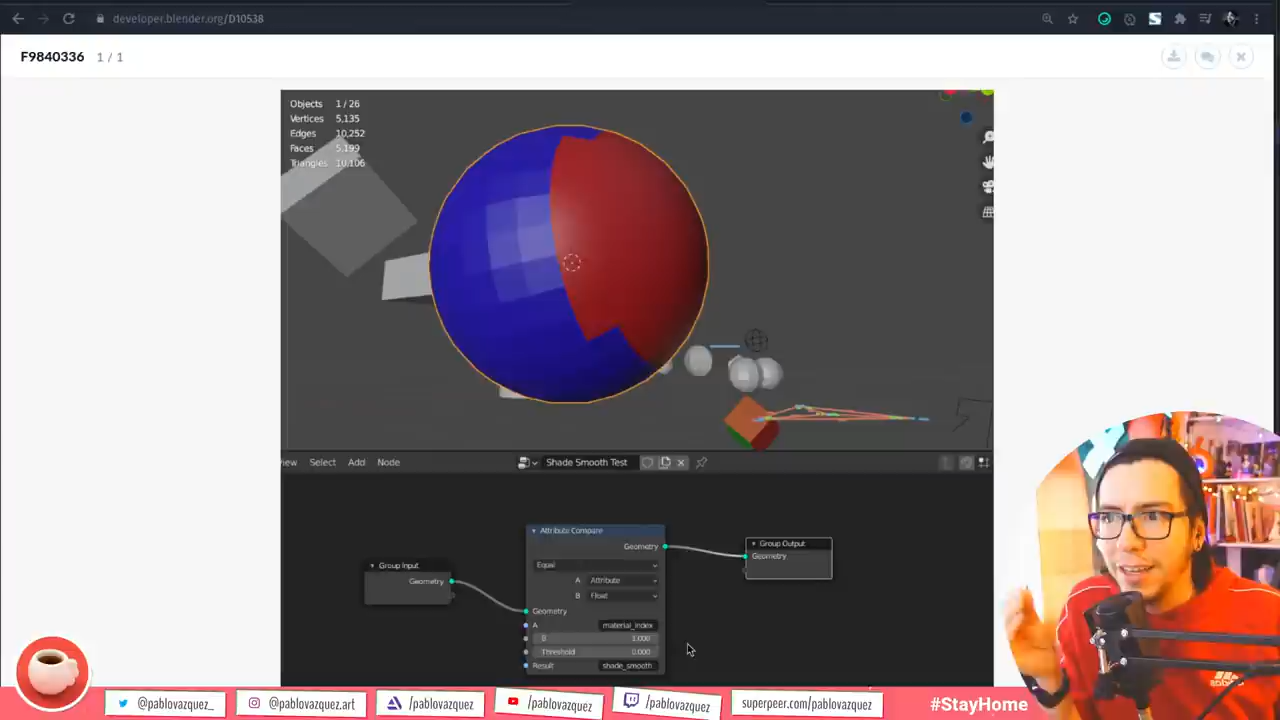 developer.blender.org/D10538
F9840336 1 / 1
Objects 1 / 26
Vertices 5,135
Edges 10,252
Faces 5,199
Triangles 10,106
Select Add Node
Shade Smooth Test
Attribute Compare
Geometry
Equal
A Attribute
B Float
Geometry
A material_index
B 1.000
Threshold 0.000
Result shade_smooth
Group Input
Geometry
Group Output
Geometry
@pablovazquez_
@pablovazquez.art
/pablovazquez
/pablovazquez
/pablovazquez
superpeer.com/pablovazquez
#StayHome